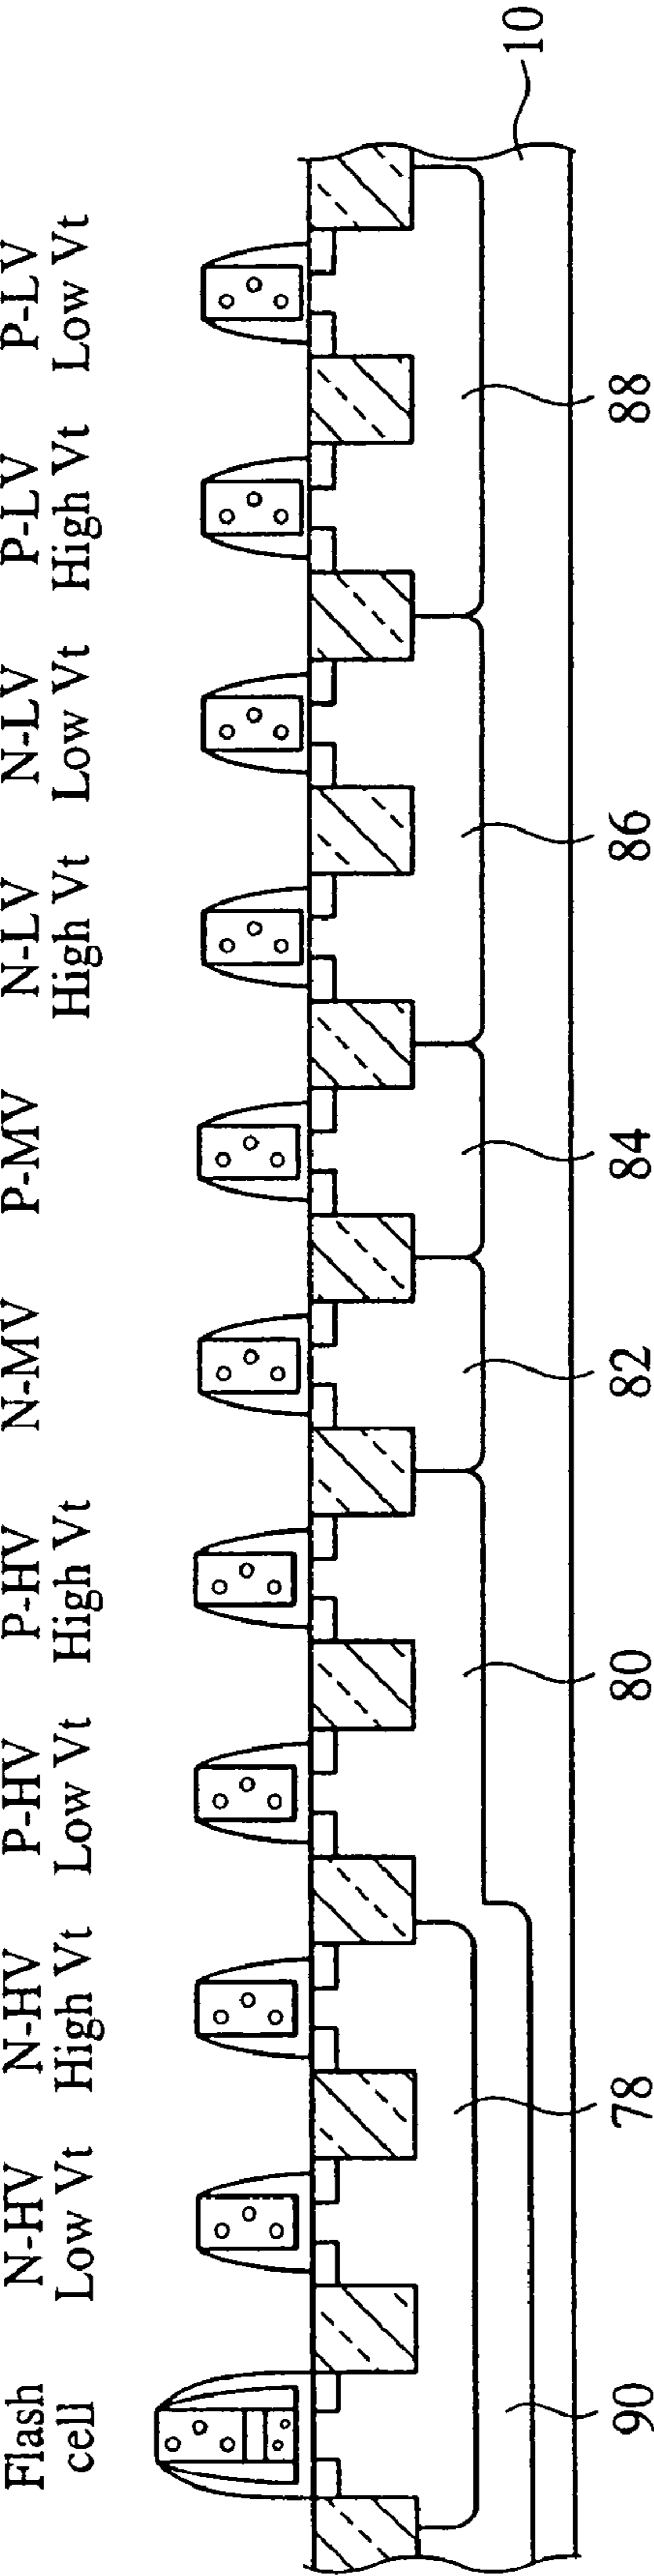 Flash
cell
N-HV
Low Vt
N-HV
High Vt
P-HV
Low Vt
P-HV
High Vt
N-MV
P-MV
N-LV
High Vt
N-LV
Low Vt
P-LV
High Vt
P-LV
Low Vt
10
90
78
80
82
84
86
88